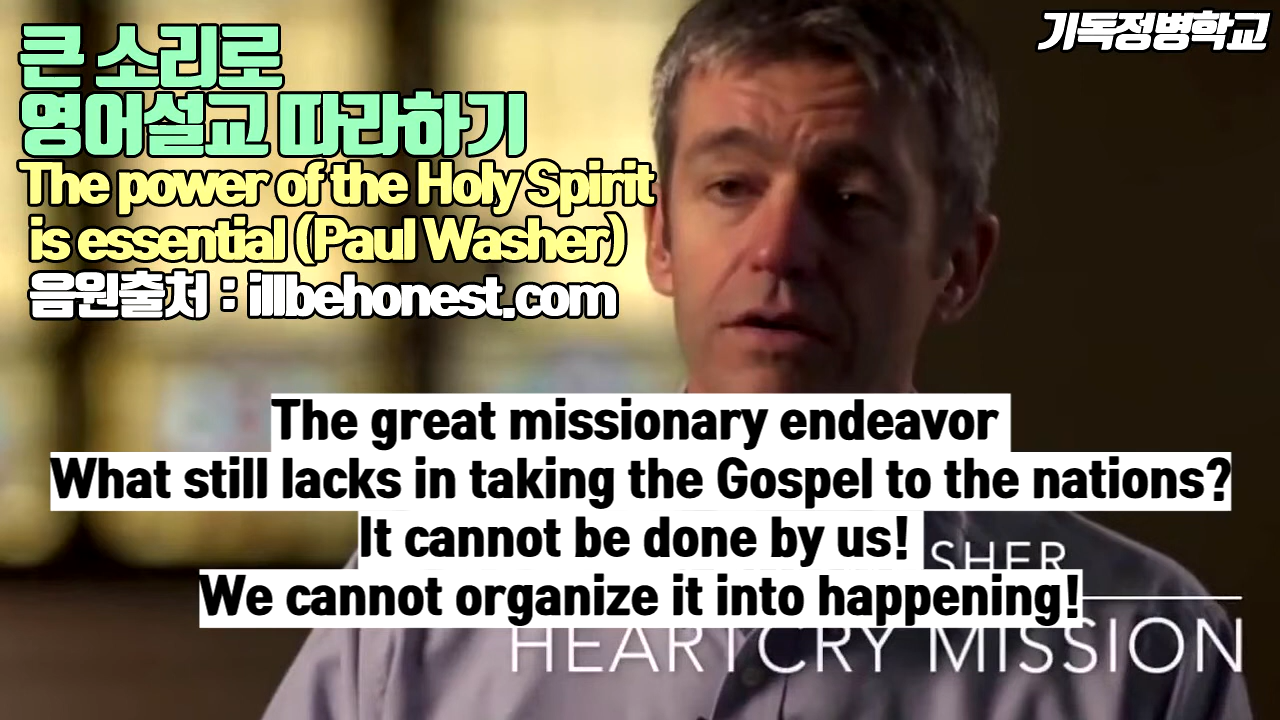 큰 소리로
영어설교 따라하기
The power of the Holy Spirit
is essential (Paul Washer)
음원출처 : illbehonest.com
기독정병학교
The great missionary endeavor
What still lacks in taking the Gospel to the nations?
It cannot be done by us!
We cannot organize it into happening!
SHER
HEARTCRY MISSION